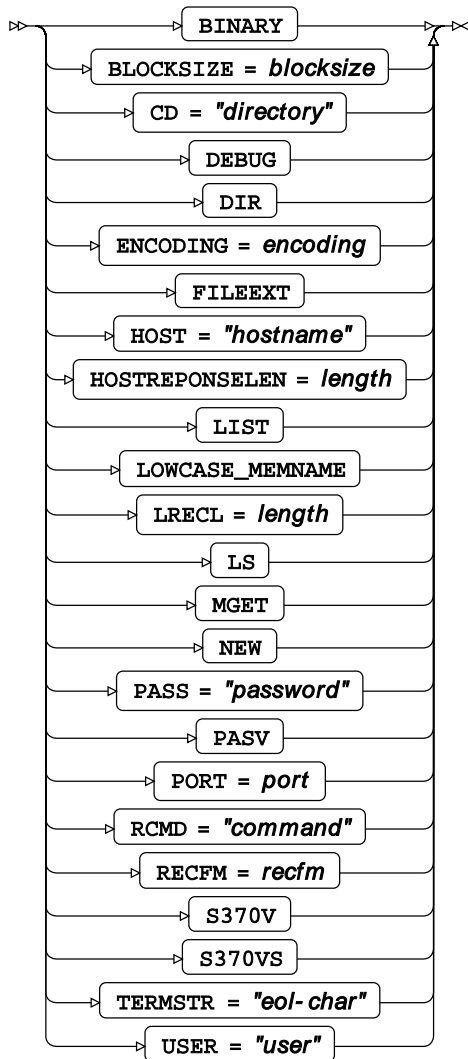 BINARY
BLOCKSIZE = blocksize
CD = "directory"
DEBUG
DIR
ENCODING = encoding
FILEEXT
HOST = "hostname"
HOSTREPONSELEN = length
LIST
LOWCASE_MEMNAME
LRECL = length
LS
MGET
NEW
PASS = "password"
PASV
PORT = port
RCMD = "command"
RECFM = recfm
S370V
S370VS
TERMSTR = "eol-char"
USER = "user"